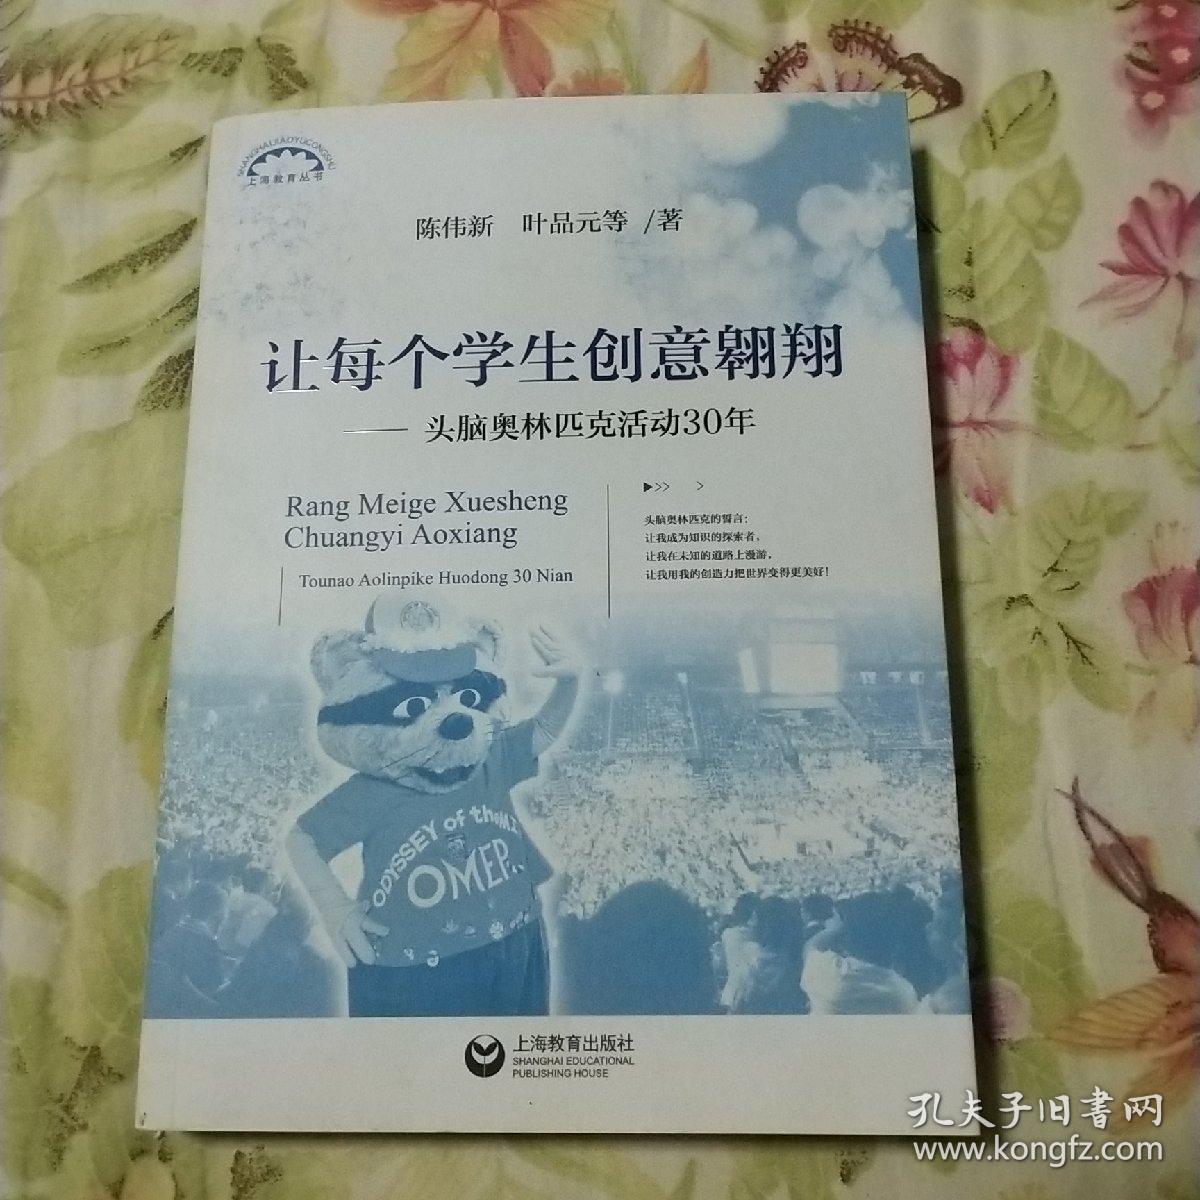 SHANGHAIJIAOYUCONGSHU
上海教育丛书
陈伟新 叶品元等 /著
让每个学生创意翱翔
—— 头脑奥林匹克活动30年
Rang Meige Xuesheng
Chuangyi Aoxiang
Tounao Aolinpike Huodong 30 Nian
头脑奥林匹克的誓言：
让我成为知识的探索者，
让我在未知的道路上漫游，
让我用我的创造力把世界变得更美好！
ODYSSEY of the M
OMER
上海教育出版社
SHANGHAI EDUCATIONAL
PUBLISHING HOUSE
孔夫子旧书网
www.kongfz.com